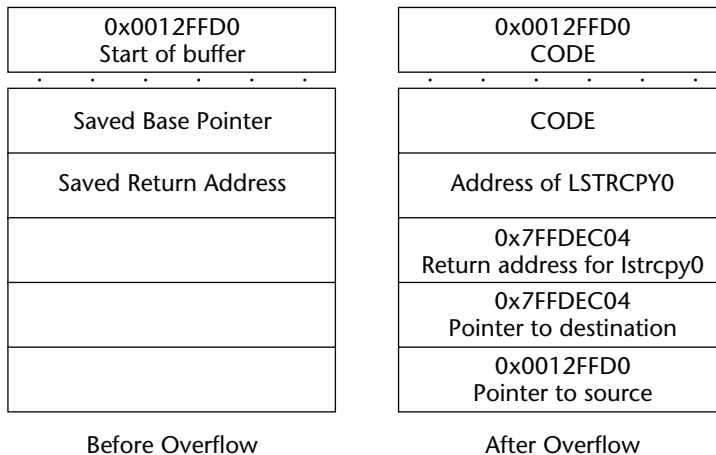 0x0012FFD0
Start of buffer
Saved Base Pointer
Saved Return Address
Before Overflow
0x0012FFD0
CODE
CODE
Address of LSTRCPY0
0x7FFDEC04
Return address for Istrcpy0
0x7FFDEC04
Pointer to destination
0x0012FFD0
Pointer to source
After Overflow